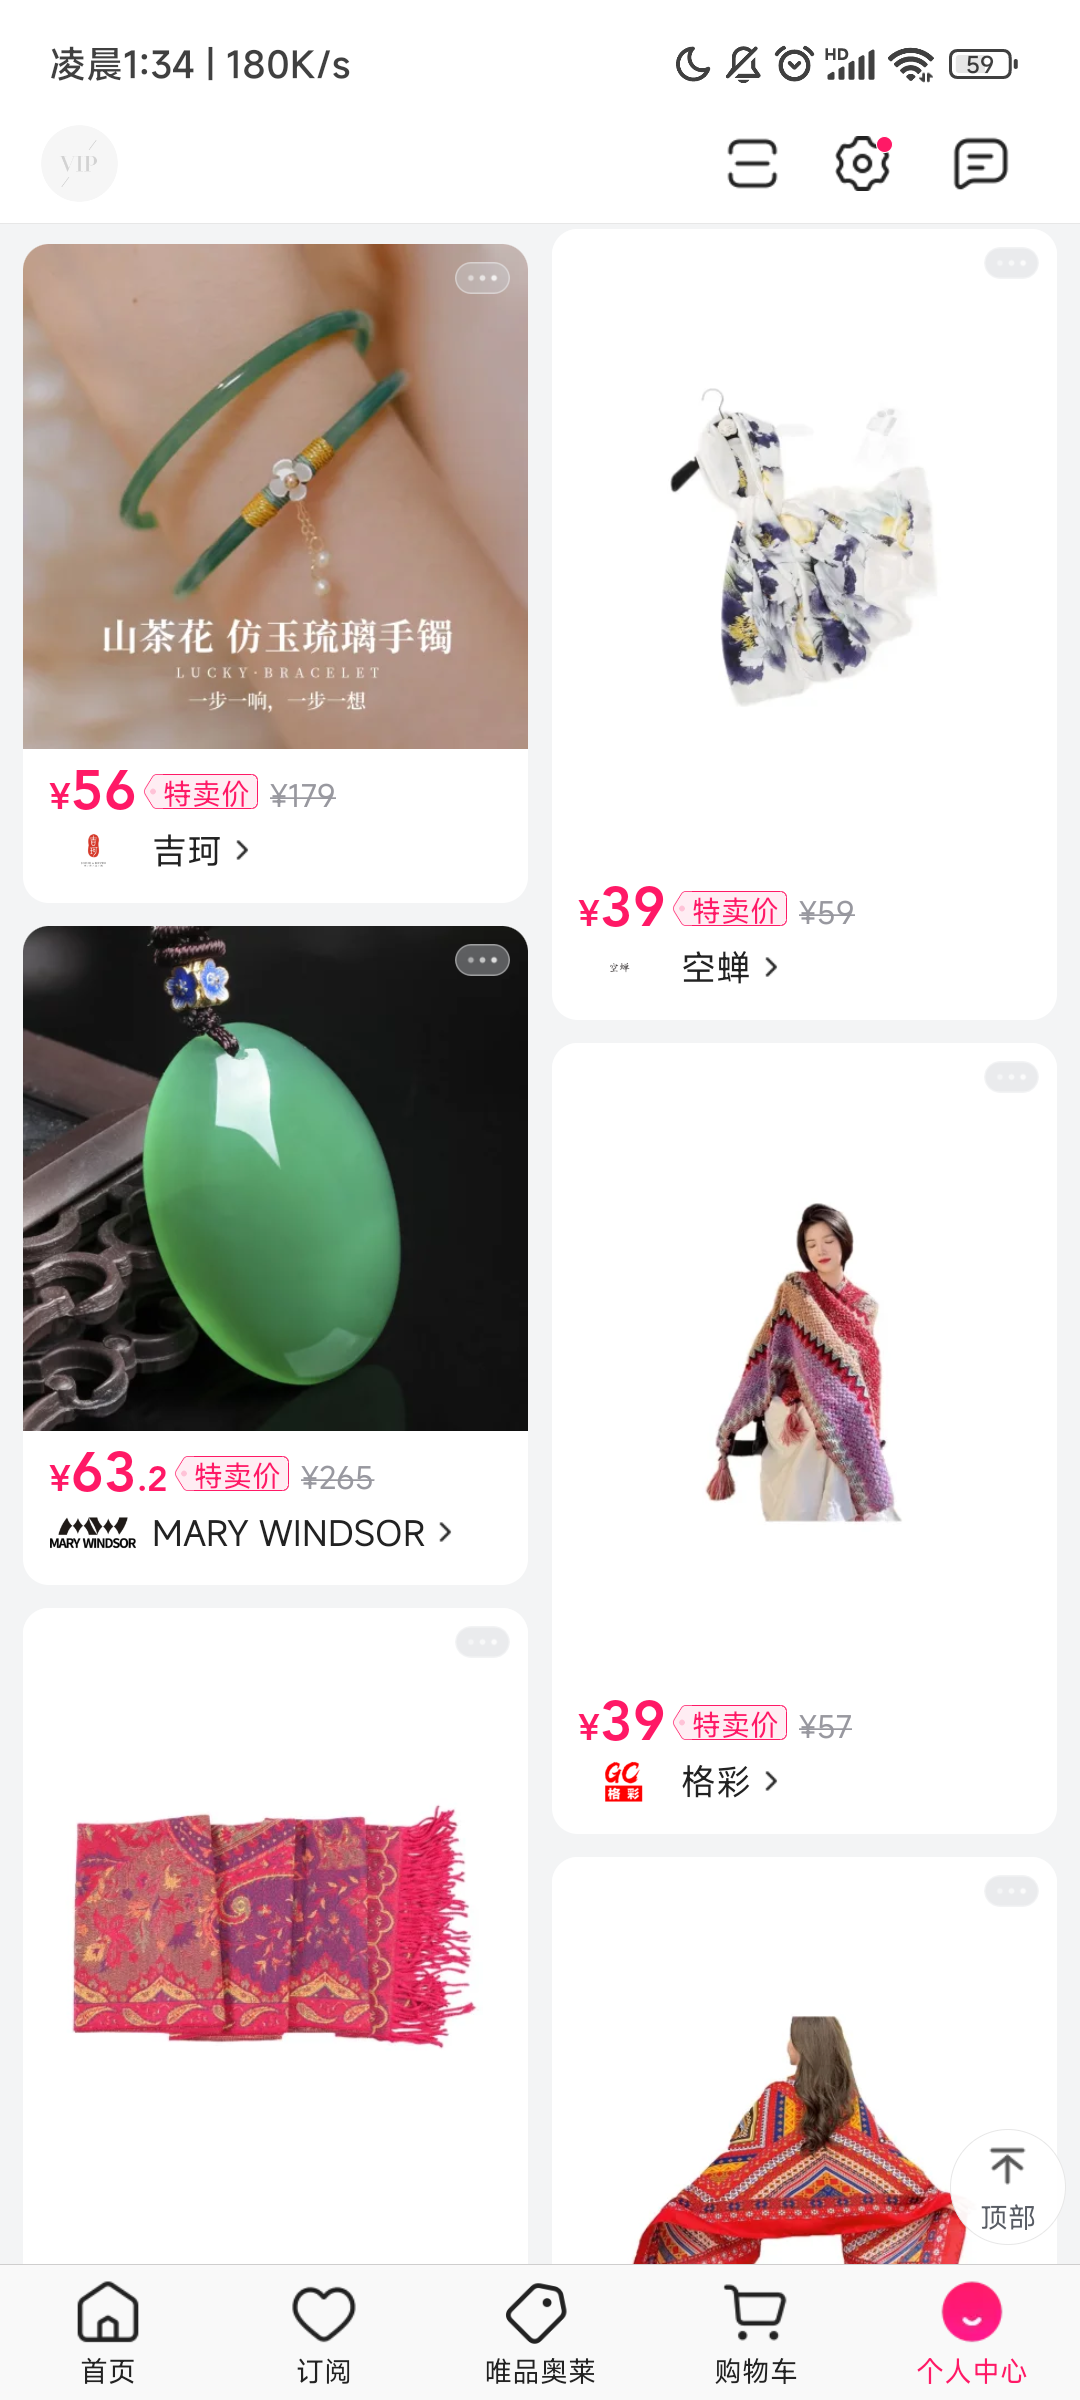 凌晨1:34 | 180K/s
HD
59
VIP
山茶花 仿玉琉璃手镯
LUCKY·BRACELET
一步一响，一步一想
¥56 特卖价 ¥179
吉珂
¥39 特卖价 ¥59
空蝉 空蝉
¥63.2 特卖价 ¥265
MARY WINDSOR MARY WINDSOR
¥39 特卖价 ¥57
GC 格彩 格彩
顶部
首页 订阅 唯品奥莱 购物车 个人中心